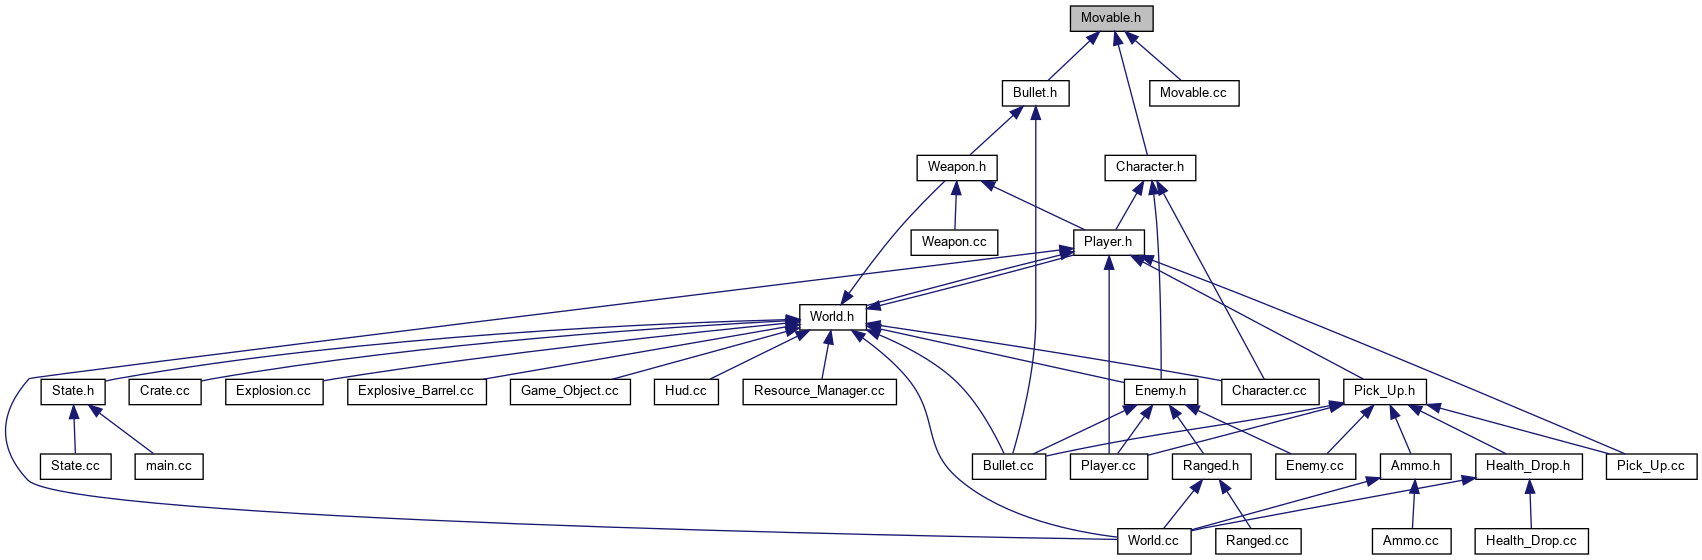 Movable.h
Bullet.h
Movable.cc
Weapon.h
Character.h
Weapon.cc
Player.h
World.h
State.h
Crate.cc
Explosion.cc
Explosive_Barrel.cc
Game_Object.cc
Hud.cc
Resource_Manager.cc
Enemy.h
Character.cc
Pick_Up.h
State.cc
main.cc
Bullet.cc
Player.cc
Ranged.h
Enemy.cc
Ammo.h
Health_Drop.h
Pick_Up.cc
World.cc
Ranged.cc
Ammo.cc
Health_Drop.cc